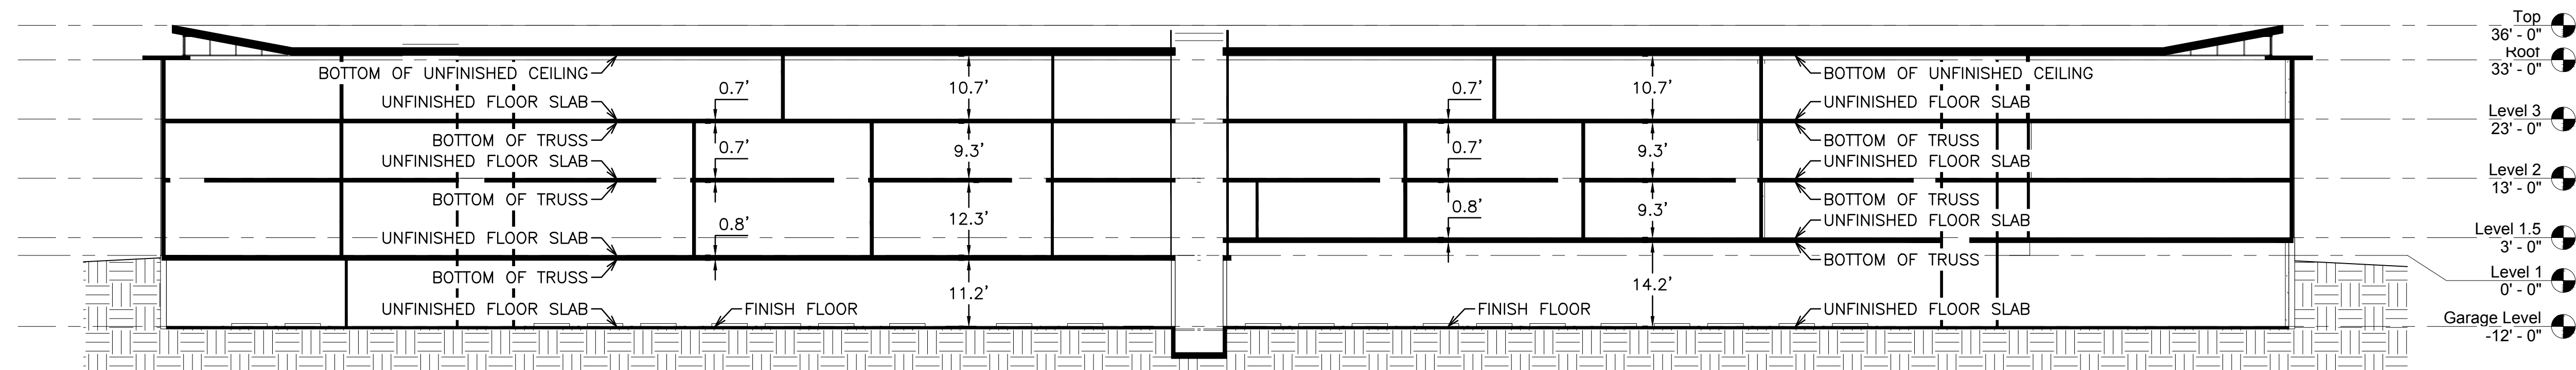 Top
36' - 0"
Roof
33' - 0"
BOTTOM OF UNFINISHED CEILING
BOTTOM OF UNFINISHED CEILING
0.7'
10.7'
0.7'
10.7'
UNFINISHED FLOOR SLAB
UNFINISHED FLOOR SLAB
Level 3
23' - 0"
BOTTOM OF TRUSS
BOTTOM OF TRUSS
0.7'
9.3'
0.7'
9.3'
UNFINISHED FLOOR SLAB
UNFINISHED FLOOR SLAB
Level 2
13' - 0"
BOTTOM OF TRUSS
BOTTOM OF TRUSS
0.8'
12.3'
0.8'
9.3'
UNFINISHED FLOOR SLAB
UNFINISHED FLOOR SLAB
Level 1.5
3' - 0"
BOTTOM OF TRUSS
BOTTOM OF TRUSS
Level 1
0' - 0"
11.2'
14.2'
UNFINISHED FLOOR SLAB
FINISH FLOOR
FINISH FLOOR
UNFINISHED FLOOR SLAB
Garage Level
-12' - 0"